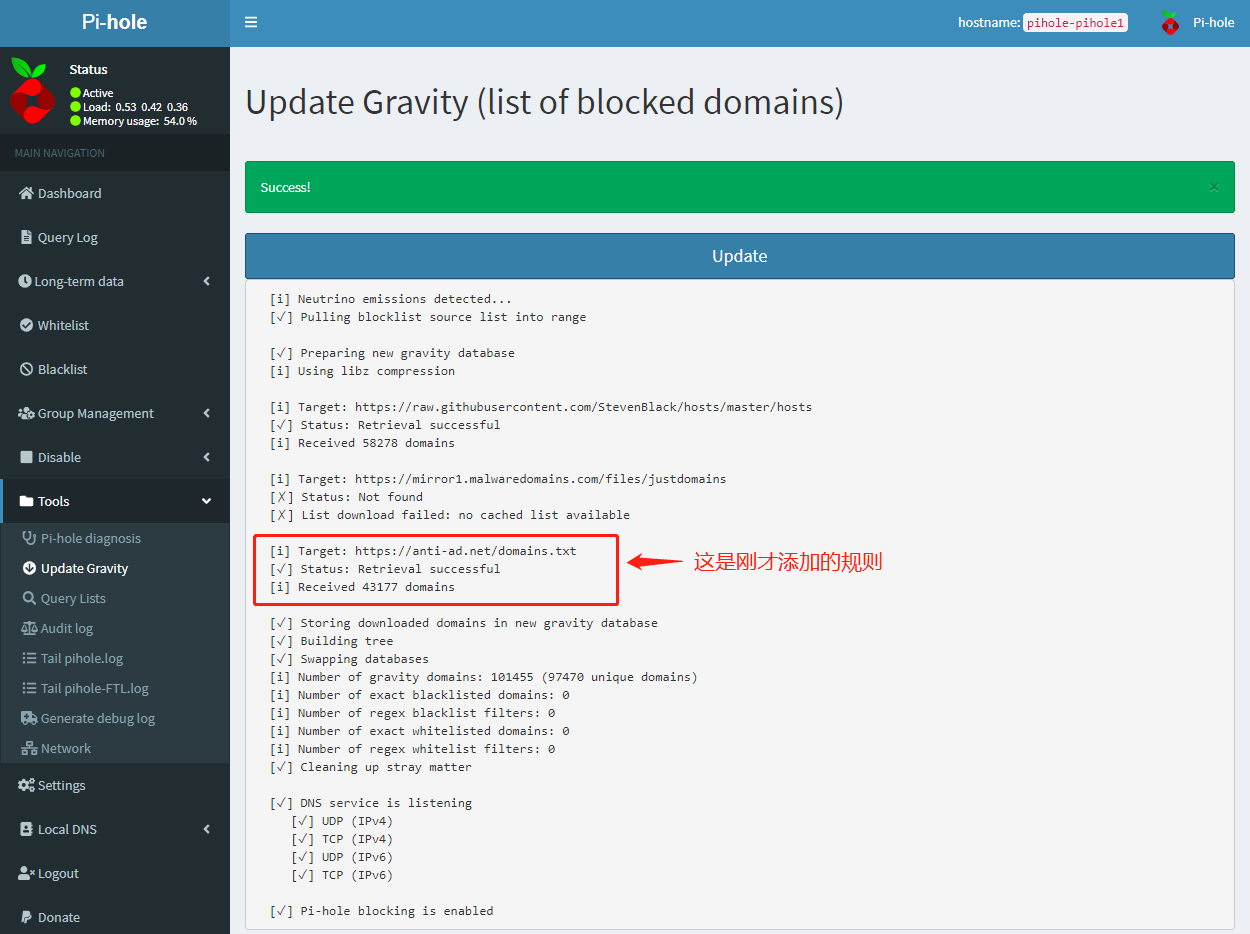 Pi-hole
hostname: pihole-pihole1
Pi-hole
Status
Active
Load: 0.53 0.42 0.36
Memory usage: 54.0 %
MAIN NAVIGATION
Dashboard
Query Log
Long-term data
Whitelist
Blacklist
Group Management
Disable
Tools
Pi-hole diagnosis
Update Gravity
Query Lists
Audit log
Tail pihole.log
Tail pihole-FTL.log
Generate debug log
Network
Settings
Local DNS
Logout
Donate
Update Gravity (list of blocked domains)
Success!
×
Update
[i] Neutrino emissions detected...
[✓] Pulling blocklist source list into range
[✓] Preparing new gravity database
[i] Using libz compression
[i] Target: https://raw.githubusercontent.com/StevenBlack/hosts/master/hosts
[✓] Status: Retrieval successful
[i] Received 58278 domains
[i] Target: https://mirror1.malwaredomains.com/files/justdomains
[✗] Status: Not found
[✗] List download failed: no cached list available
[i] Target: https://anti-ad.net/domains.txt
[✓] Status: Retrieval successful
[i] Received 43177 domains
这是刚才添加的规则
[✓] Storing downloaded domains in new gravity database
[✓] Building tree
[✓] Swapping databases
[i] Number of gravity domains: 101455 (97470 unique domains)
[i] Number of exact blacklisted domains: 0
[i] Number of regex blacklist filters: 0
[i] Number of exact whitelisted domains: 0
[i] Number of regex whitelist filters: 0
[✓] Cleaning up stray matter
[✓] DNS service is listening
[✓] UDP (IPv4)
[✓] TCP (IPv4)
[✓] UDP (IPv6)
[✓] TCP (IPv6)
[✓] Pi-hole blocking is enabled